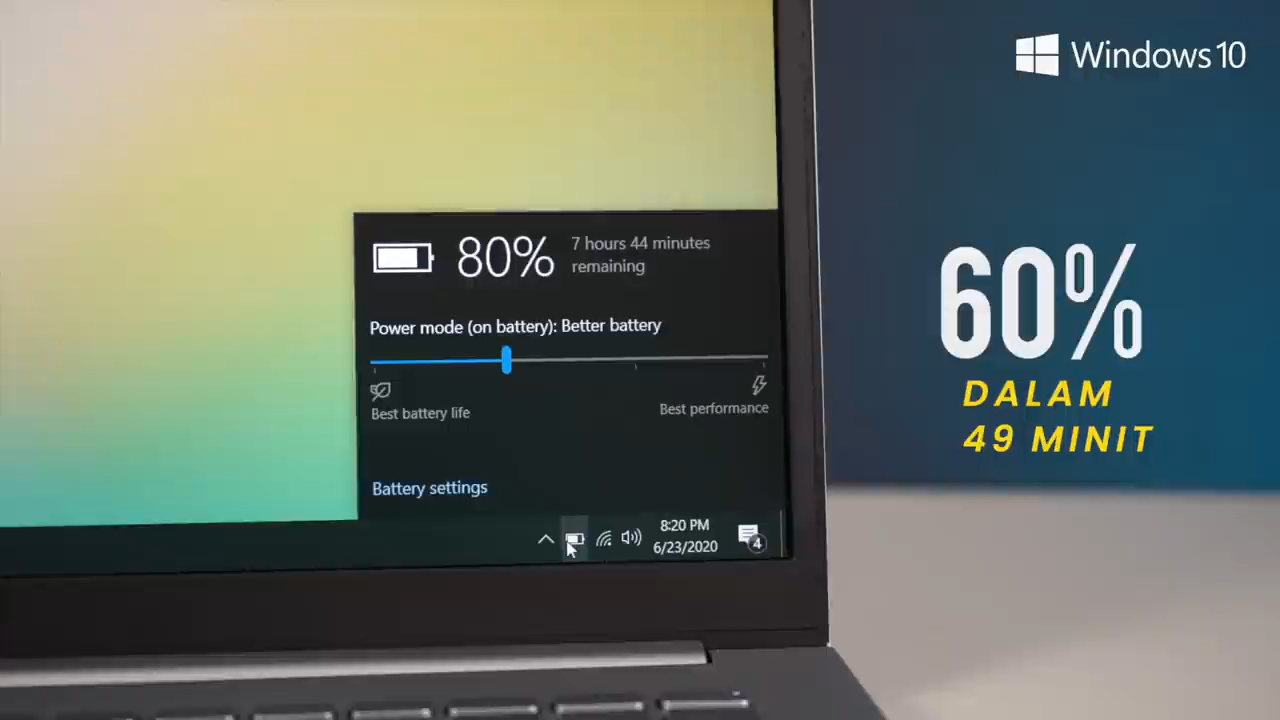 Windows 10
80%
7 hours 44 minutes
remaining
Power mode (on battery): Better battery
Best battery life
Best performance
Battery settings
8:20 PM
6/23/2020
4
60%
DALAM
49 MINIT